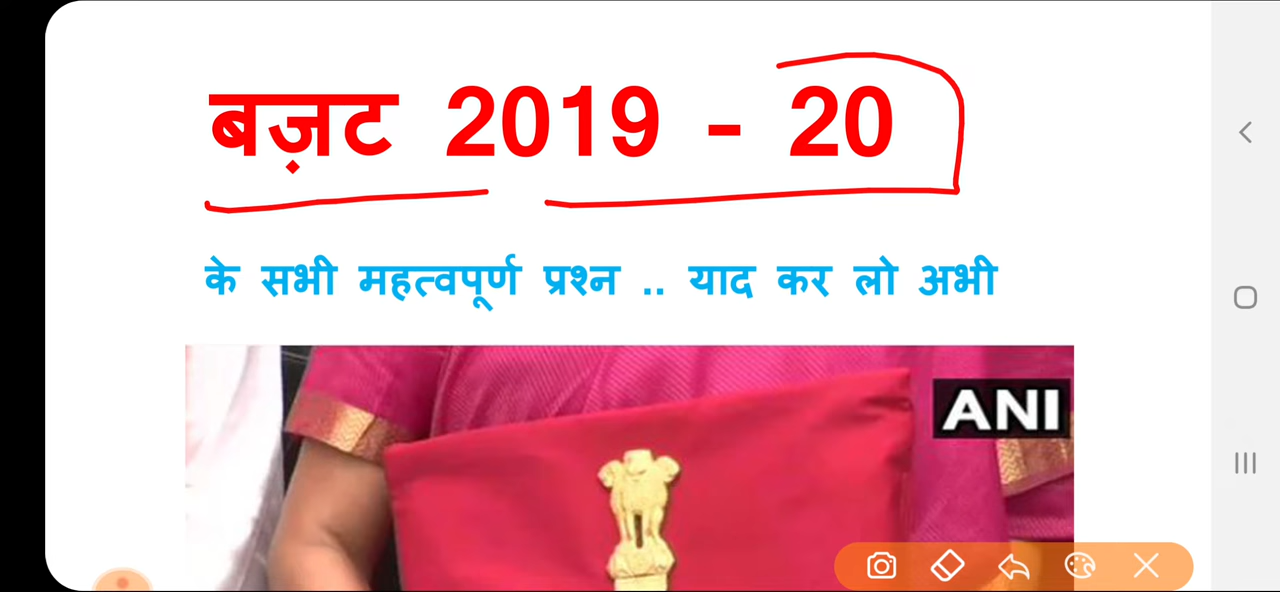 बज़ट 2019 - 20
के सभी महत्वपूर्ण प्रश्न .. याद कर लो अभी
ANI